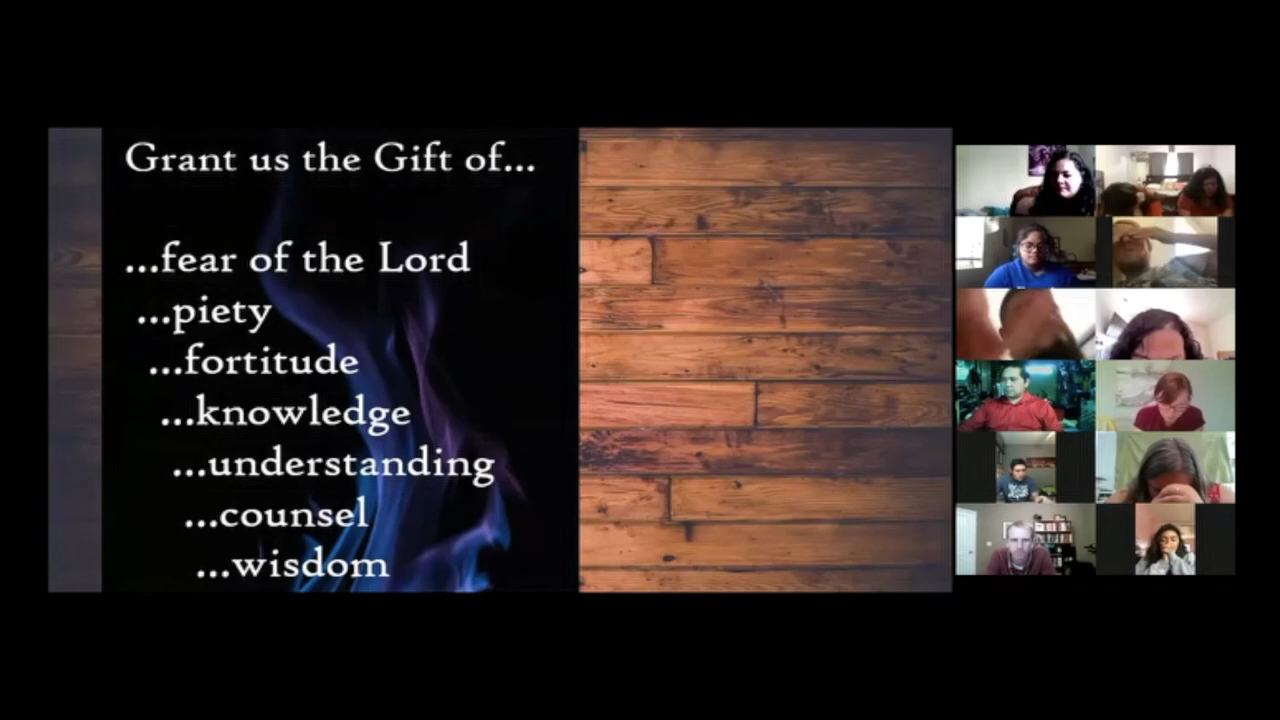 Grant us the Gift of...
...fear of the Lord
...piety
...fortitude
...knowledge
...understanding
...counsel
...wisdom